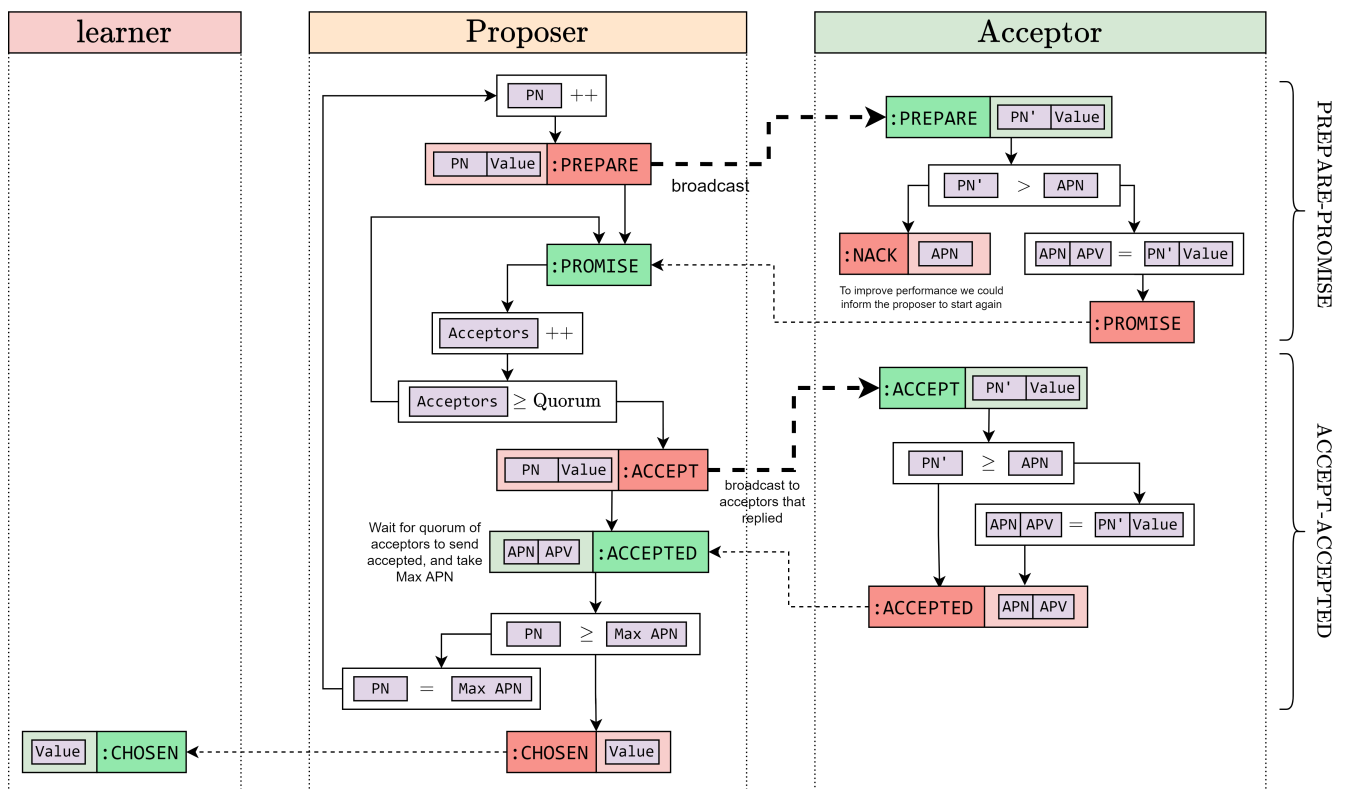 learner
Proposer
Acceptor
PN ++
PN Value :PREPARE
broadcast
:PROMISE
Acceptors ++
Acceptors ≥ Quorum
PN Value :ACCEPT
broadcast to
acceptors that
replied
Wait for quorum of
acceptors to send
accepted, and take
Max APN
APN APV :ACCEPTED
PN ≥ Max APN
PN = Max APN
:CHOSEN Value
Value :CHOSEN
:PREPARE PN' Value
PN' > APN
:NACK APN
To improve performance we could
inform the proposer to start again
APN APV = PN' Value
:PROMISE
:ACCEPT PN' Value
PN' ≥ APN
APN APV = PN' Value
:ACCEPTED APN APV
PREPARE-PROMISE
ACCEPT-ACCEPTED